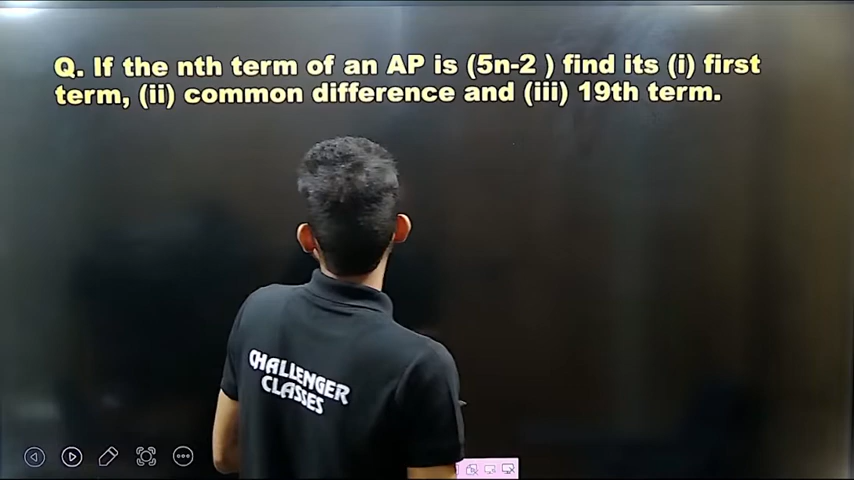 Q. If the nth term of an AP is (5n-2 ) find its (i) first
term, (ii) common difference and (iii) 19th term.
CHALLENGER
CLASSES